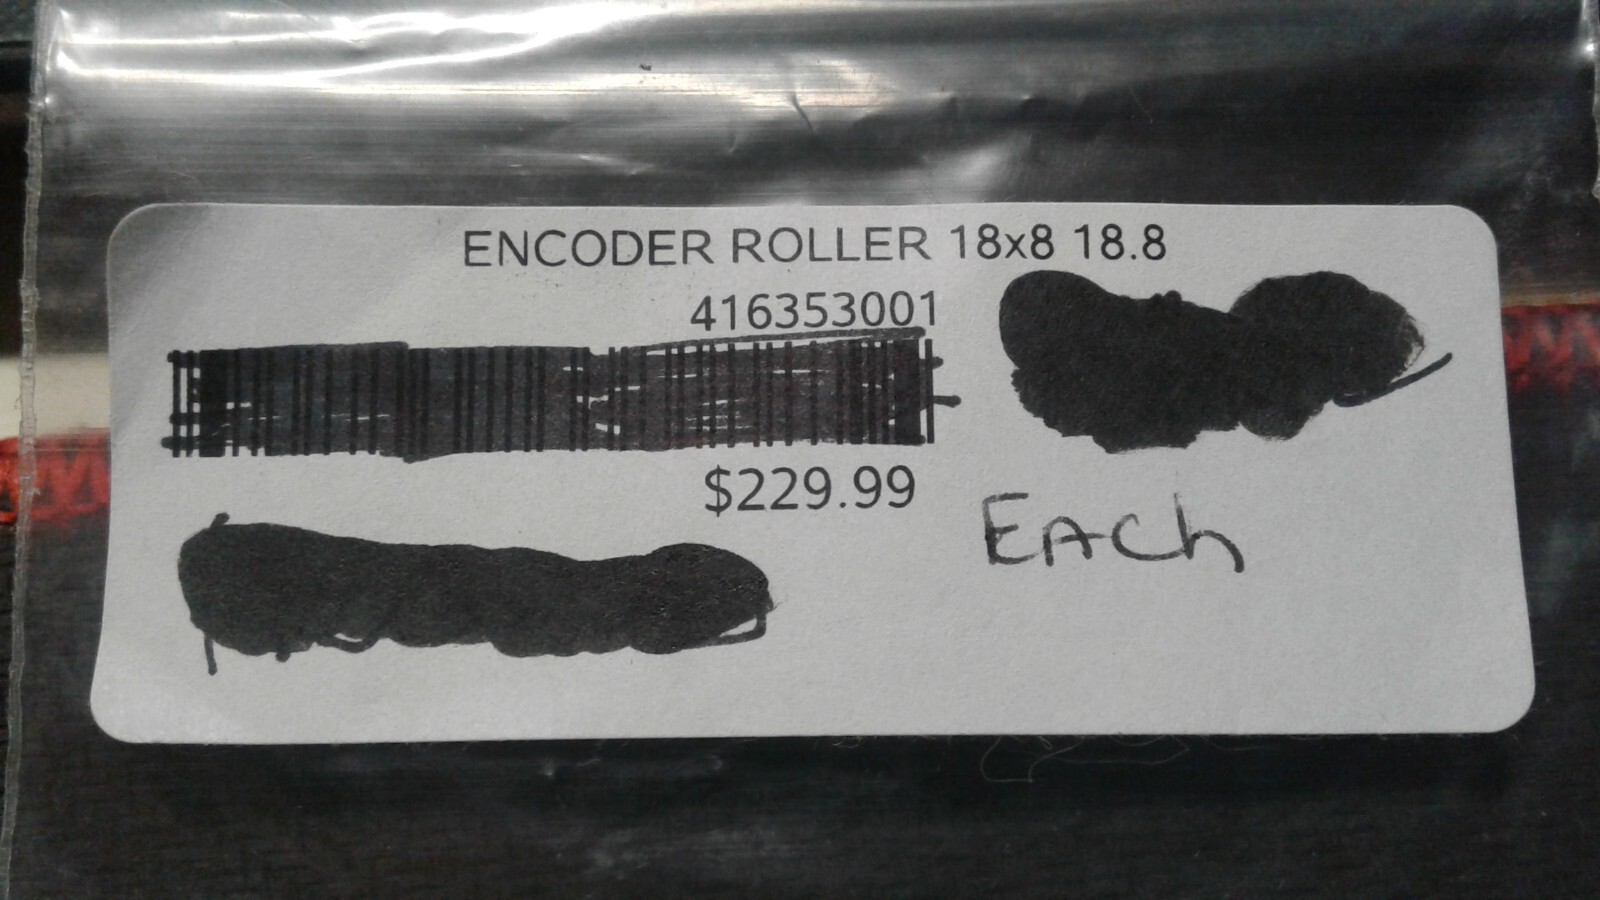 ENCODER ROLLER 18x8 18.8
416353001
$229.99
EACh